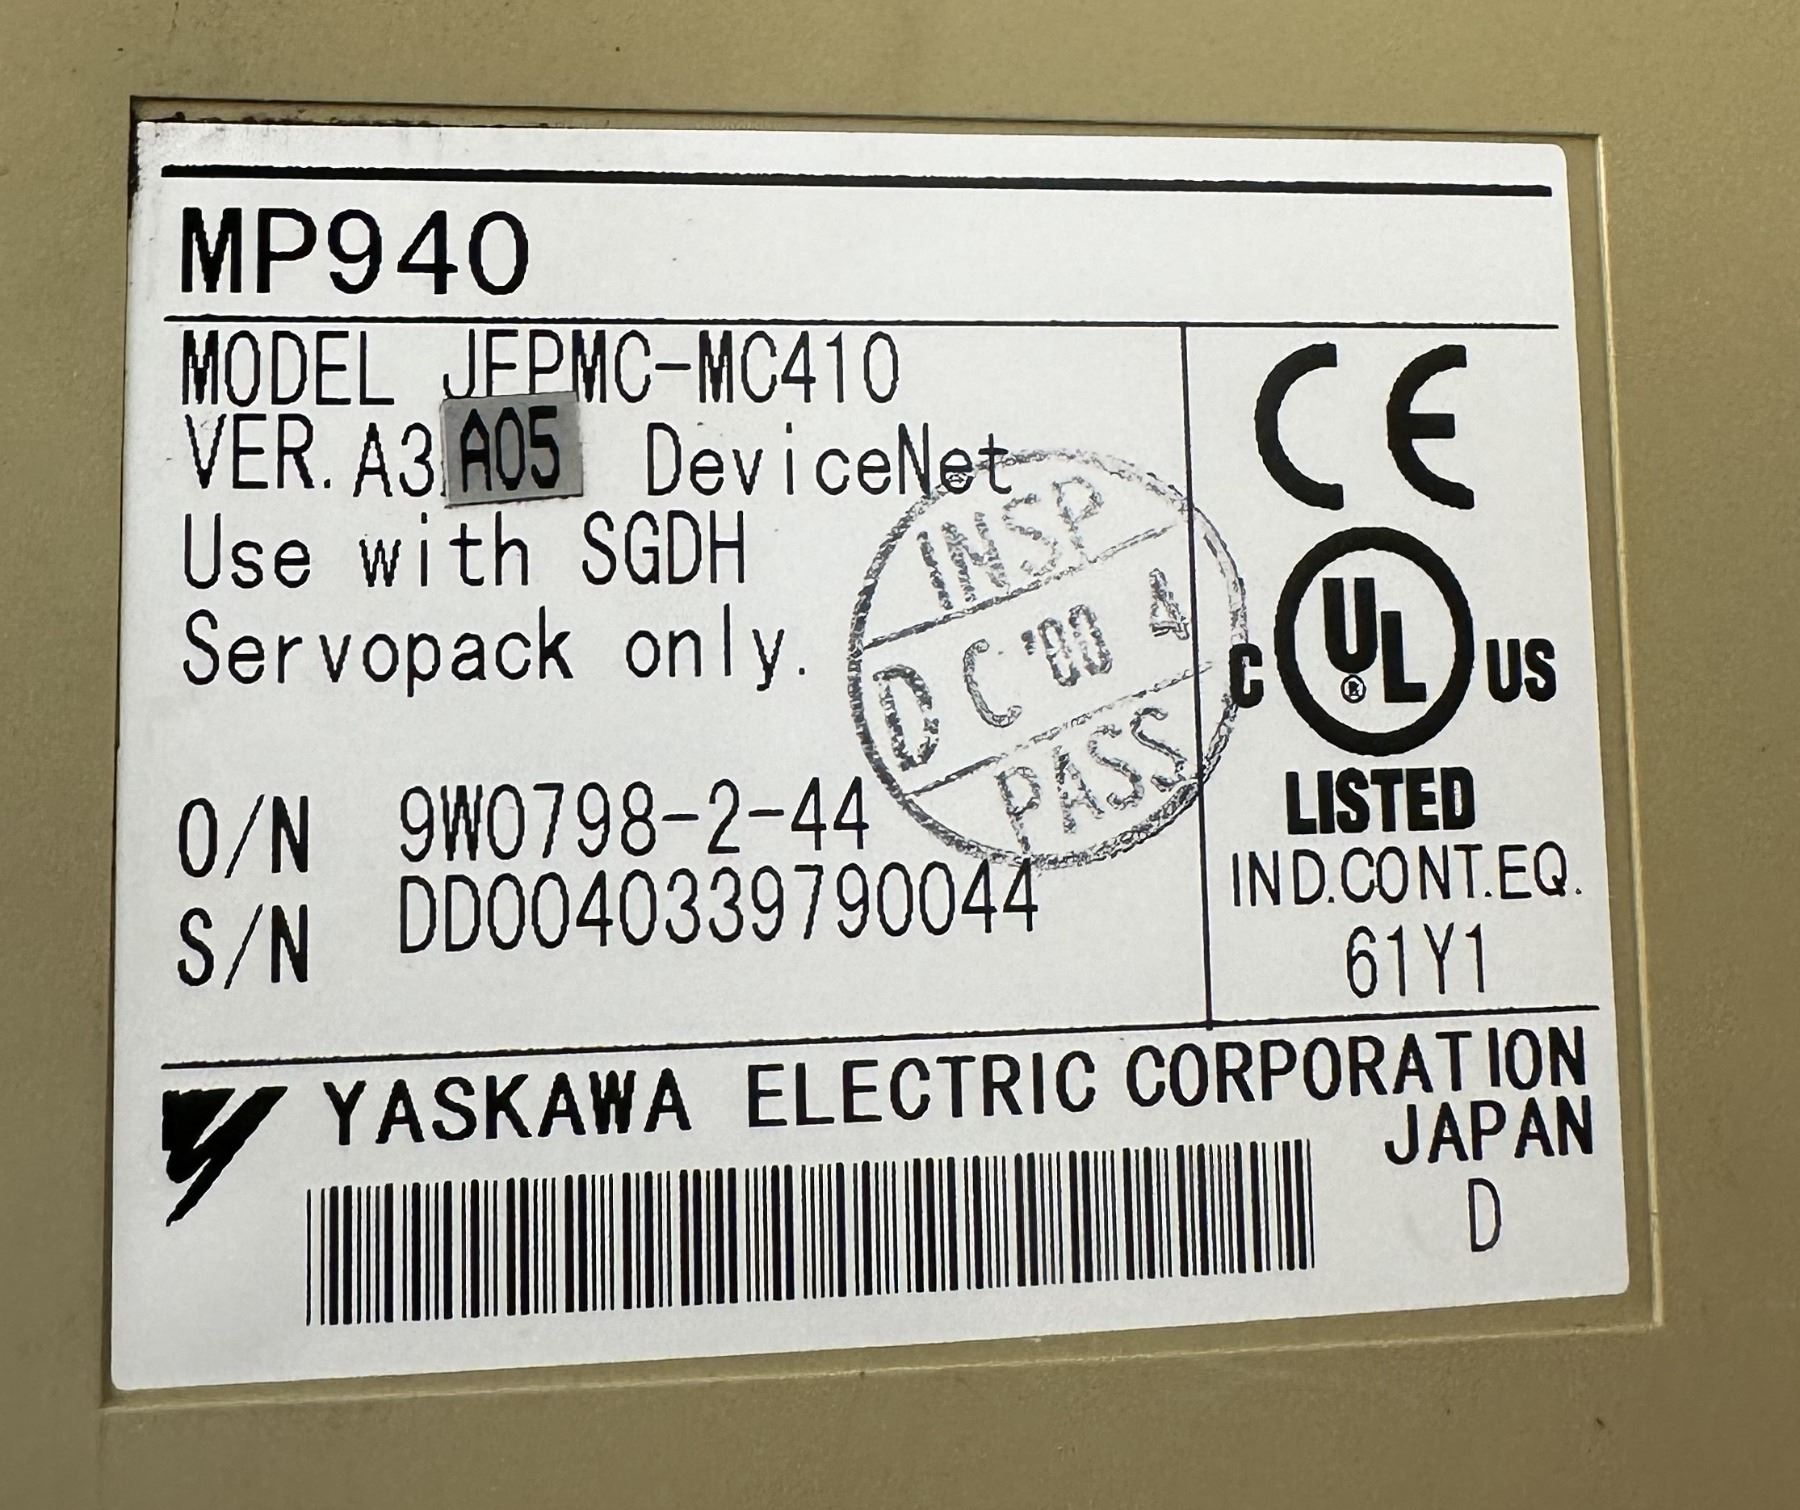 MP940
MODEL JEPMC-MC410
VER. A3 A05 DeviceNet
Use with SGDH
Servopack only.
INSP
D C '00 4
PASS
O/N 9W0798-2-44
S/N DD0040339790044
CE
C UL ® US
LISTED
IND.CONT.EQ.
61Y1
YASKAWA ELECTRIC CORPORATION
JAPAN
D